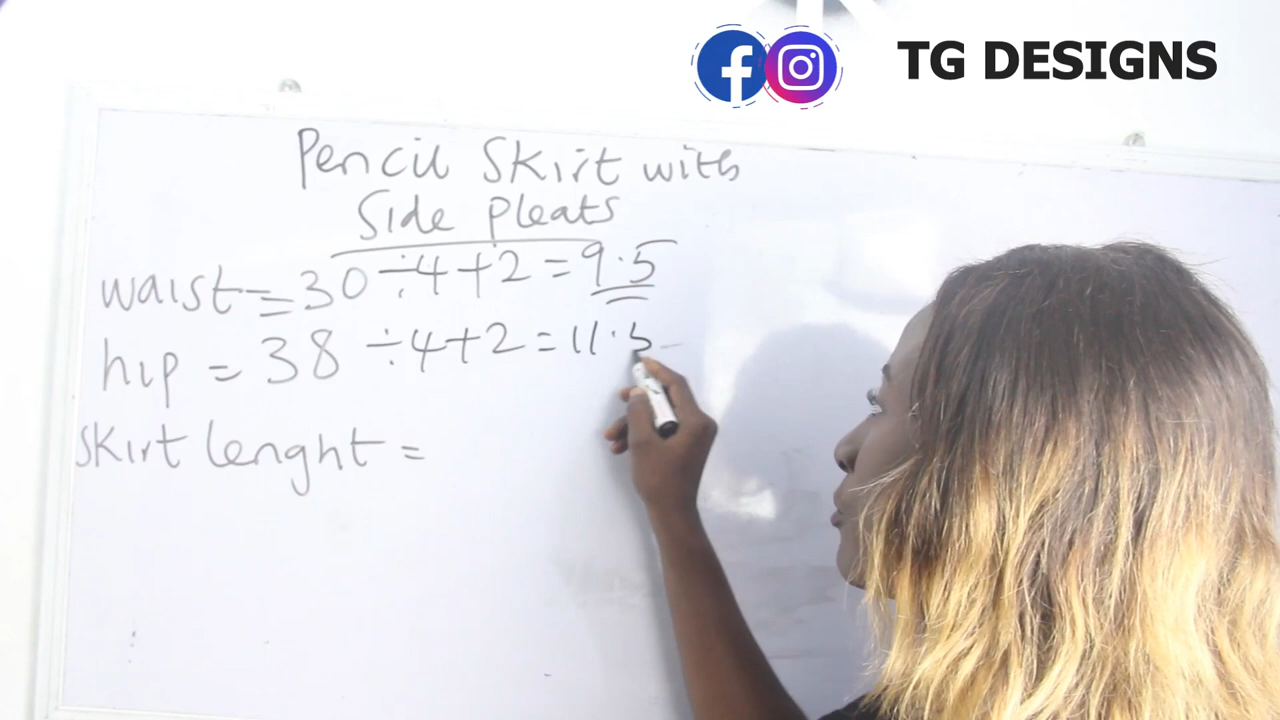 TG DESIGNS
Pencil Skirt with
Side Pleats
waist = 30 ÷ 4 + 2 = 9.5
hip = 38 ÷ 4 + 2 = 11.5
Skirt lenght =